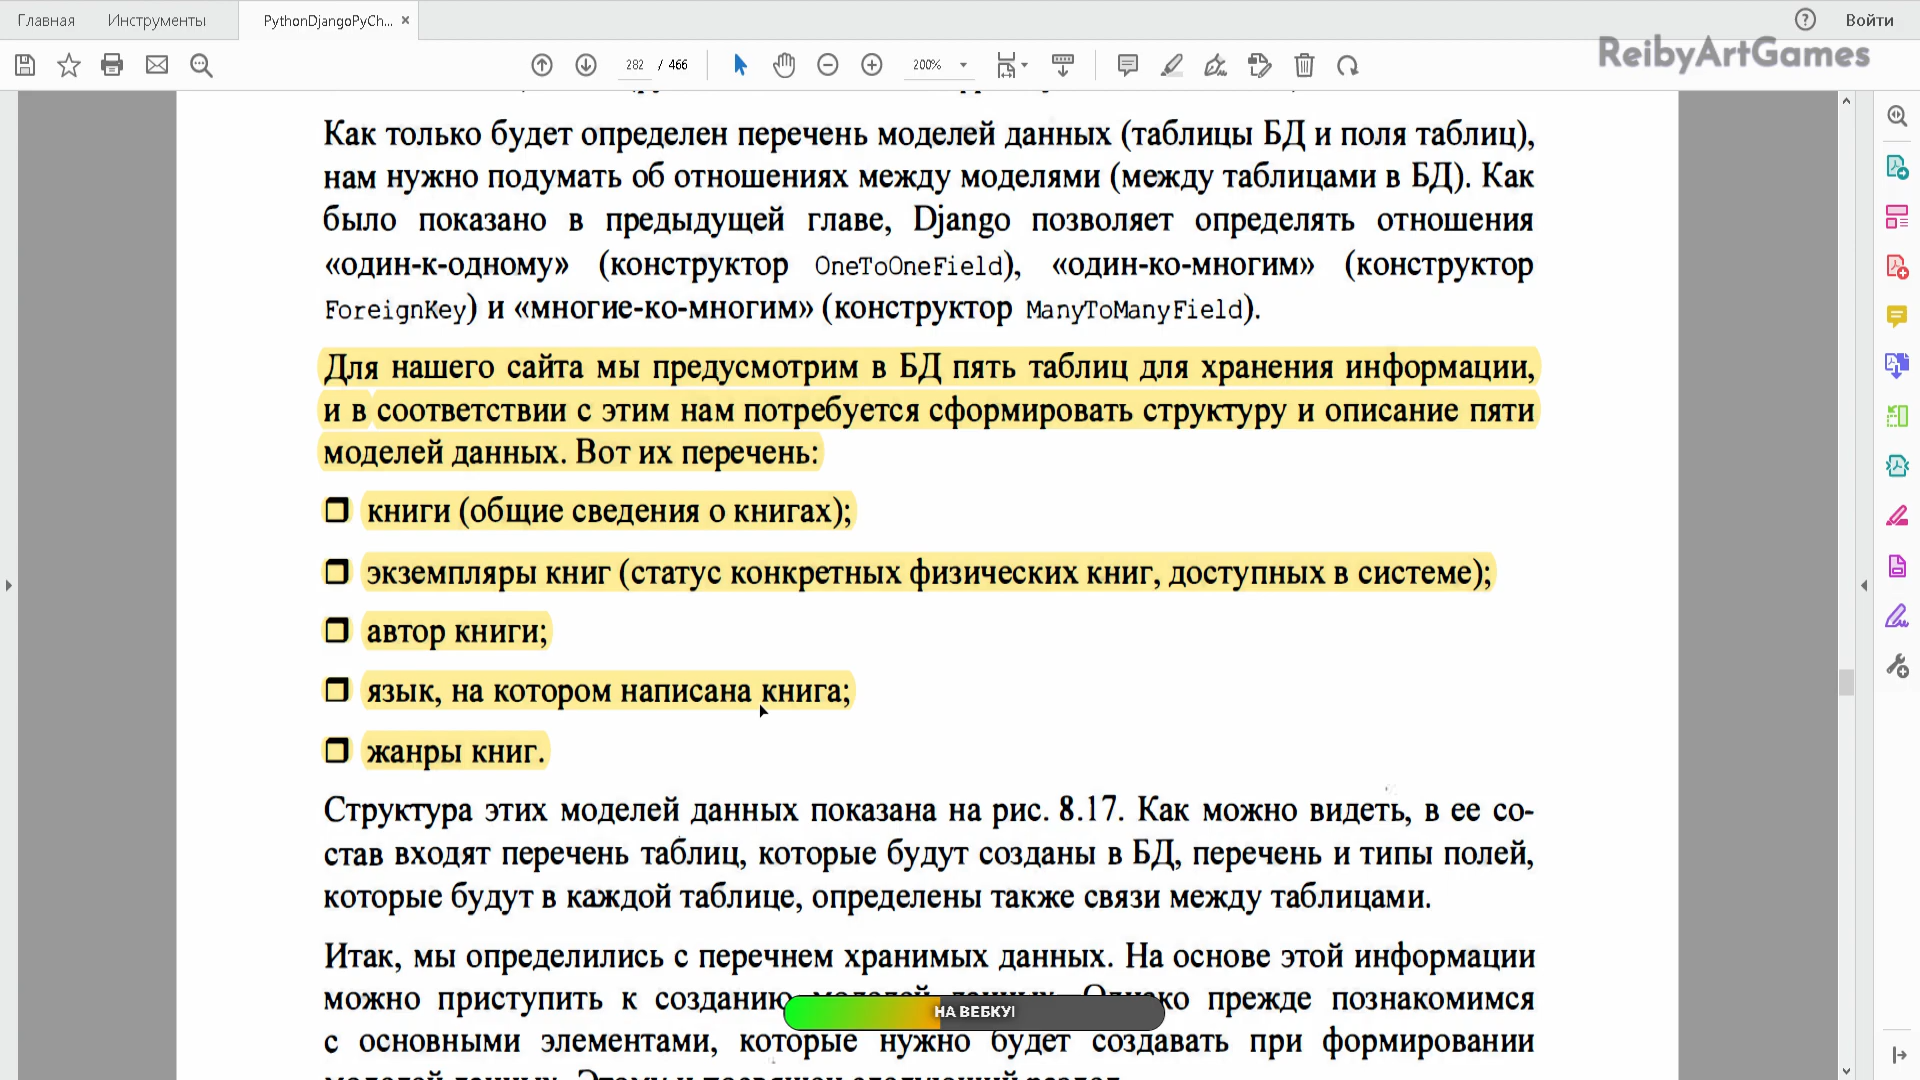 Главная Инструменты PythonDjangoPyCh... × Войти
282 / 466 200%
ReibyArtGames
Как только будет определен перечень моделей данных (таблицы БД и поля таблиц),
нам нужно подумать об отношениях между моделями (между таблицами в БД). Как
было показано в предыдущей главе, Django позволяет определять отношения
«один-к-одному» (конструктор OneToOneField), «один-ко-многим» (конструктор
ForeignKey) и «многие-ко-многим» (конструктор ManyToManyField).
Для нашего сайта мы предусмотрим в БД пять таблиц для хранения информации,
и в соответствии с этим нам потребуется сформировать структуру и описание пяти
моделей данных. Вот их перечень:
книги (общие сведения о книгах);
экземпляры книг (статус конкретных физических книг, доступных в системе);
автор книги;
язык, на котором написана книга;
жанры книг.
Структура этих моделей данных показана на рис. 8.17. Как можно видеть, в ее со-
став входят перечень таблиц, которые будут созданы в БД, перечень и типы полей,
которые будут в каждой таблице, определены также связи между таблицами.
Итак, мы определились с перечнем хранимых данных. На основе этой информации
можно приступить к созданию моделей данных. Однако прежде познакомимся
НА ВЕБКУ!
с основными элементами, которые нужно будет создавать при формировании